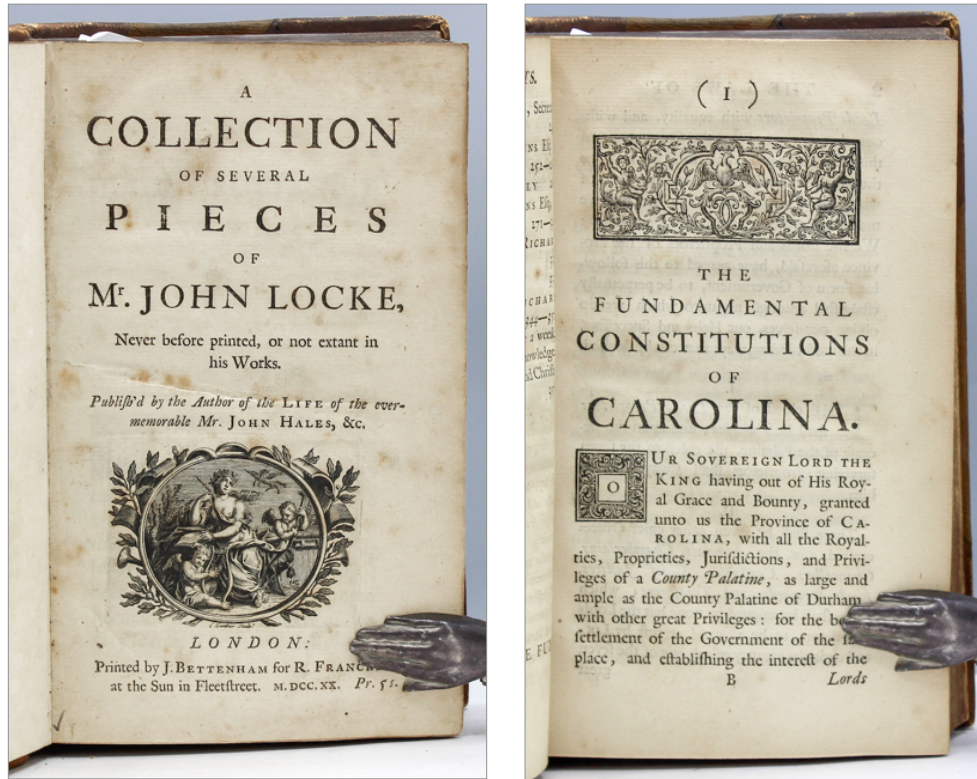 A
COLLECTION
OF SEVERAL
PIECES
OF
Mr. JOHN LOCKE,
Never before printed, or not extant in
his Works.
Publiſh'd by the Author of the LIFE of the ever-
memorable Mr. JOHN HALES, &c.
LONDON:
Printed by J. BETTENHAM for R. FRANCK
at the Sun in Fleetſtreet. M.DCC.XX. Pr. 5s.
(1)
THE
FUNDAMENTAL
CONSTITUTIONS
OF
CAROLINA.
OUR SOVEREIGN LORD THE
KING having out of His Roy-
al Grace and Bounty, granted
unto us the Province of CA-
ROLINA, with all the Royal-
ties, Proprieties, Juriſdictions, and Privi-
leges of a County Palatine, as large and
ample as the County Palatine of Durham,
with other great Privileges: for the
ſettlement of the Government of the
place, and eſtabliſhing the intereſt of the
B Lords